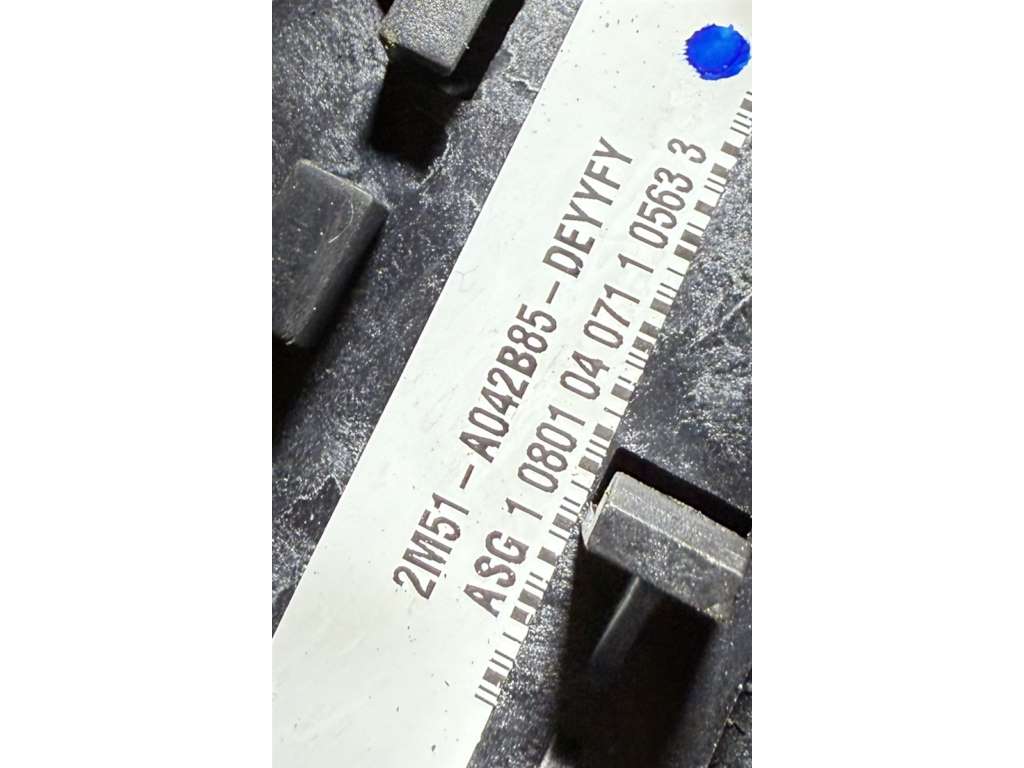 2M51-A042B85-DEYYFY
ASG 1 0801 04 071 1 0563 3